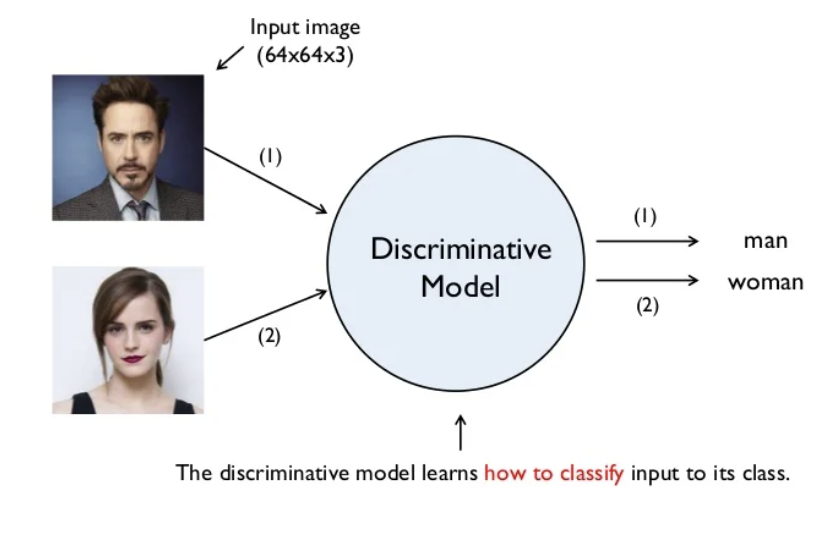 Input image
(64x64x3)
(1)
(2)
Discriminative
Model
(1)
man
woman
(2)
The discriminative model learns how to classify input to its class.